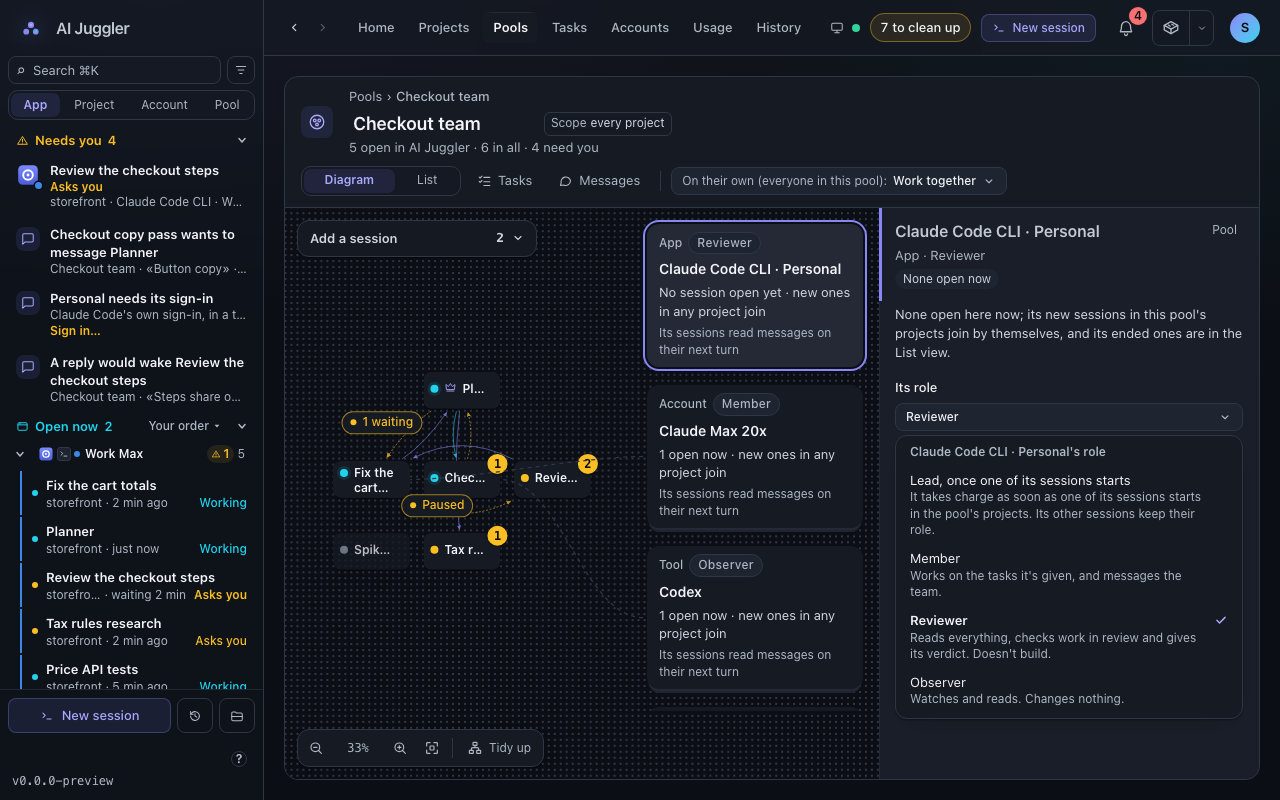 AI Juggler
Search ⌘K
App Project Account Pool
Needs you 4
Review the checkout steps
Asks you
storefront · Claude Code CLI · W...
Checkout copy pass wants to
message Planner
Checkout team · «Button copy» ·...
Personal needs its sign-in
Claude Code's own sign-in, in a t...
Sign in...
A reply would wake Review the
checkout steps
Checkout team · «Steps share o...
Open now 2 Your order
Work Max 1 5
Fix the cart totals
storefront · 2 min ago Working
Planner
storefront · just now Working
Review the checkout steps
storefro... · waiting 2 min Asks you
Tax rules research
storefront · 2 min ago Asks you
Price API tests
storefront · 5 min ago Working
New session
?
v0.0.0-preview
Home Projects Pools Tasks Accounts Usage History
7 to clean up
New session
4
S
Pools › Checkout team
Checkout team
Scope every project
5 open in AI Juggler · 6 in all · 4 need you
Diagram List Tasks Messages
On their own (everyone in this pool): Work together
Add a session 2
Pl...
1 waiting
Fix the
cart...
Chec... 1
Revie... 2
Paused
Spik...
Tax r... 1
33%
Tidy up
App Reviewer
Claude Code CLI · Personal
No session open yet · new ones
in any project join
Its sessions read messages on
their next turn
Account Member
Claude Max 20x
1 open now · new ones in any
project join
Its sessions read messages on
their next turn
Tool Observer
Codex
1 open now · new ones in any
project join
Its sessions read messages on
their next turn
Claude Code CLI · Personal Pool
App · Reviewer
None open now
None open here now; its new sessions in this pool's
projects join by themselves, and its ended ones are in the
List view.
Its role
Reviewer
Claude Code CLI · Personal's role
Lead, once one of its sessions starts
It takes charge as soon as one of its sessions starts
in the pool's projects. Its other sessions keep their
role.
Member
Works on the tasks it's given, and messages the
team.
Reviewer
Reads everything, checks work in review and gives
its verdict. Doesn't build.
Observer
Watches and reads. Changes nothing.